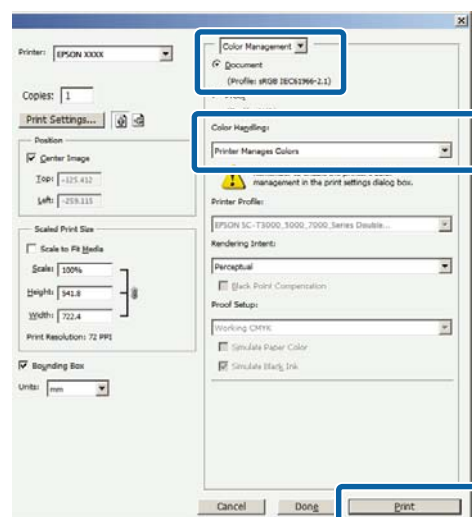 Printer: EPSON XXXX
Copies: 1
Print Settings...
Position
Center Image
Top: -125.412
Left: -259.115
Scaled Print Size
Scale to Fit Media
Scale: 100%
Height: 541.8
Width: 722.4
Print Resolution: 72 PPI
Bounding Box
Units: mm
Color Management
Document
(Profile: sRGB IEC61966-2.1)
Color Handling:
Printer Manages Colors
management in the print settings dialog box.
Printer Profile:
EPSON SC-T3000_5000_7000_Series Double...
Rendering Intent:
Perceptual
Black Point Compensation
Proof Setup:
Working CMYK
Simulate Paper Color
Simulate Black Ink
Cancel
Done
Print